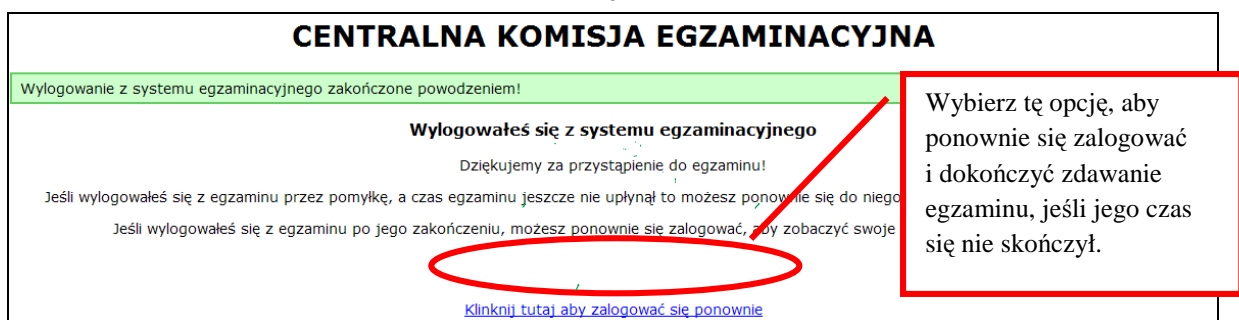 CENTRALNA KOMISJA EGZAMINACYJNA
Wylogowanie z systemu egzaminacyjnego zakończone powodzeniem!
Wylogowałeś się z systemu egzaminacyjnego
Dziękujemy za przystąpienie do egzaminu!
Jeśli wylogowałeś się z egzaminu przez pomyłkę, a czas egzaminu jeszcze nie upłynął to możesz ponownie się do niego
Jeśli wylogowałeś się z egzaminu po jego zakończeniu, możesz ponownie się zalogować, aby zobaczyć swoje
Klinknij tutaj aby zalogować się ponownie
Wybierz tę opcję, aby
ponownie się zalogować
i dokończyć zdawanie
egzaminu, jeśli jego czas
się nie skończył.